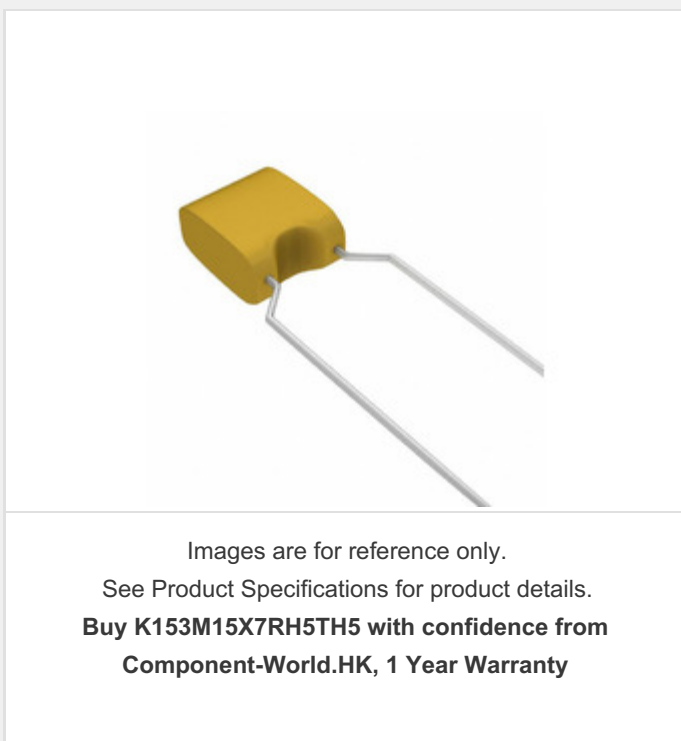 Images are for reference only.
See Product Specifications for product details.
Buy K153M15X7RH5TH5 with confidence from
Component-World.HK, 1 Year Warranty